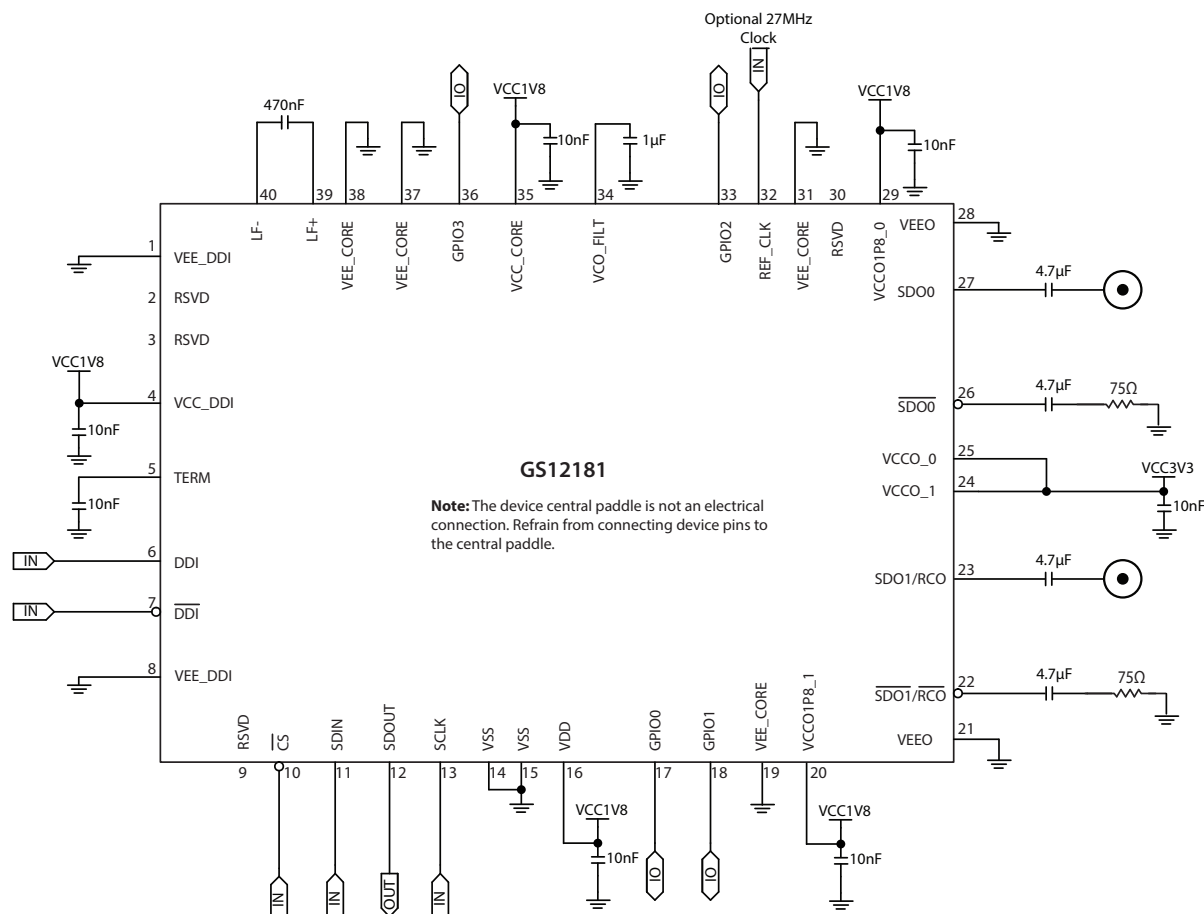 Optional 27MHz
Clock
IO
IO
IN
VCC1V8
VCC1V8
470nF
10nF
1µF
10nF
40
39
38
37
36
35
34
33
32
31
30
29
LF-
LF+
VEE_CORE
VEE_CORE
GPIO3
VCC_CORE
VCO_FILT
GPIO2
REF_CLK
VEE_CORE
RSVD
VCCO1P8_0
1
VEE_DDI
2
RSVD
3
RSVD
VCC1V8
4
VCC_DDI
10nF
5
TERM
10nF
IN
6
DDI
IN
7
DDI
8
VEE_DDI
GS12181
Note: The device central paddle is not an electrical
connection. Refrain from connecting device pins to
the central paddle.
VEEO
28
SDO0
27
4.7µF
SDO0
26
4.7µF
75Ω
VCCO_0
25
VCCO_1
24
VCC3V3
10nF
SDO1/RCO
23
4.7µF
SDO1/RCO
22
4.7µF
75Ω
VEEO
21
RSVD
CS
SDIN
SDOUT
SCLK
VSS
VSS
VDD
GPIO0
GPIO1
VEE_CORE
VCCO1P8_1
9
10
11
12
13
14
15
16
17
18
19
20
VCC1V8
VCC1V8
10nF
10nF
IN
IN
OUT
IN
IO
IO